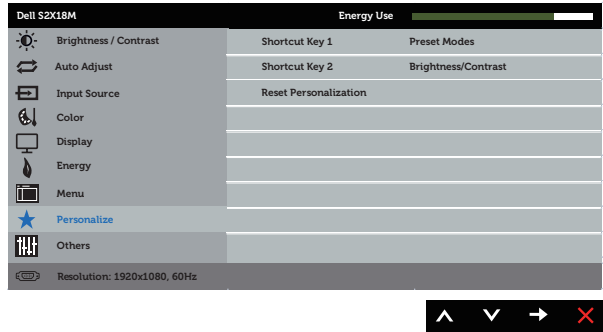 Dell S2X18M Energy Use
Brightness / Contrast Shortcut Key 1 Preset Modes
Auto Adjust Shortcut Key 2 Brightness/Contrast
Input Source Reset Personalization
Color
Display
Energy
Menu
Personalize
Others
Resolution: 1920x1080, 60Hz